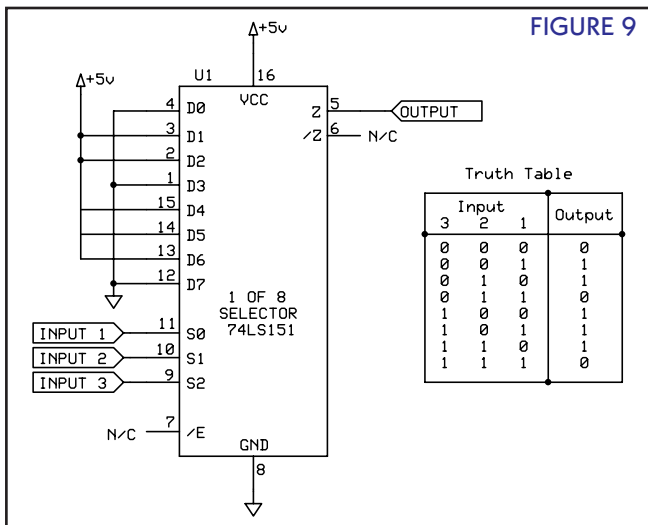 FIGURE 9
+5v
+5v
U1
16
VCC
4 D0
3 D1
2 D2
1 D3
15 D4
14 D5
13 D6
12 D7
Z 5 OUTPUT
/Z 6 N/C
1 OF 8
SELECTOR
74LS151
INPUT 1 11 S0
INPUT 2 10 S1
INPUT 3 9 S2
N/C 7 /E
GND
8
Truth Table
Input Output
3 2 1
0 0 0 0
0 0 1 1
0 1 0 1
0 1 1 0
1 0 0 1
1 0 1 1
1 1 0 1
1 1 1 0